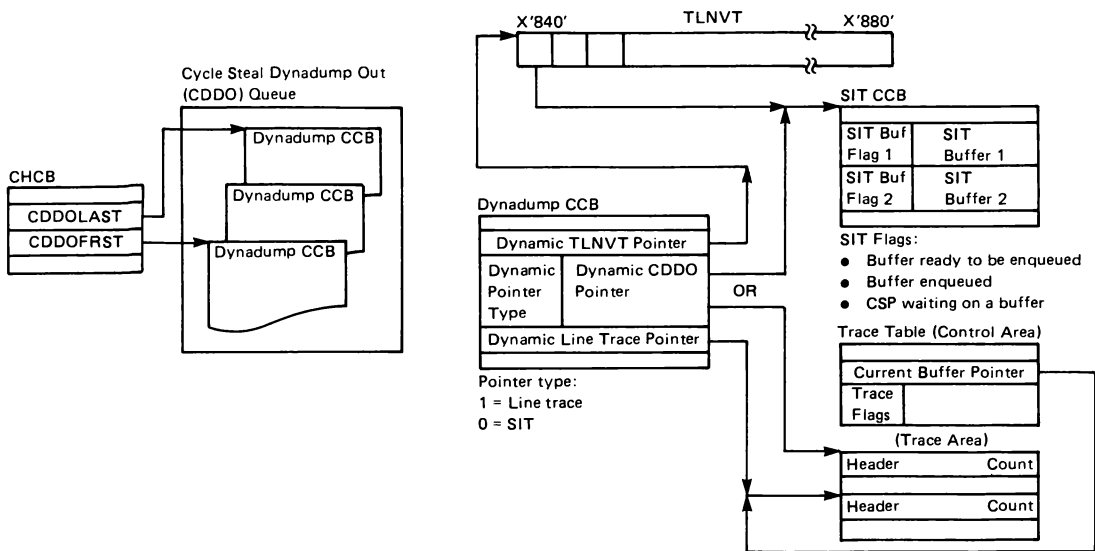 X'840'
TLNVT
X'880'
Cycle Steal Dynadump Out
(CDDO) Queue
Dynadump CCB
Dynadump CCB
Dynadump CCB
CHCB
CDDOLAST
CDDOFRST
SIT CCB
SIT Buf
Flag 1
SIT
Buffer 1
SIT Buf
Flag 2
SIT
Buffer 2
SIT Flags:
● Buffer ready to be enqueued
● Buffer enqueued
● CSP waiting on a buffer
Dynadump CCB
Dynamic TLNVT Pointer
Dynamic
Pointer
Type
Dynamic CDDO
Pointer
OR
Dynamic Line Trace Pointer
Pointer type:
1 = Line trace
0 = SIT
Trace Table (Control Area)
Current Buffer Pointer
Trace
Flags
(Trace Area)
Header Count
Header Count